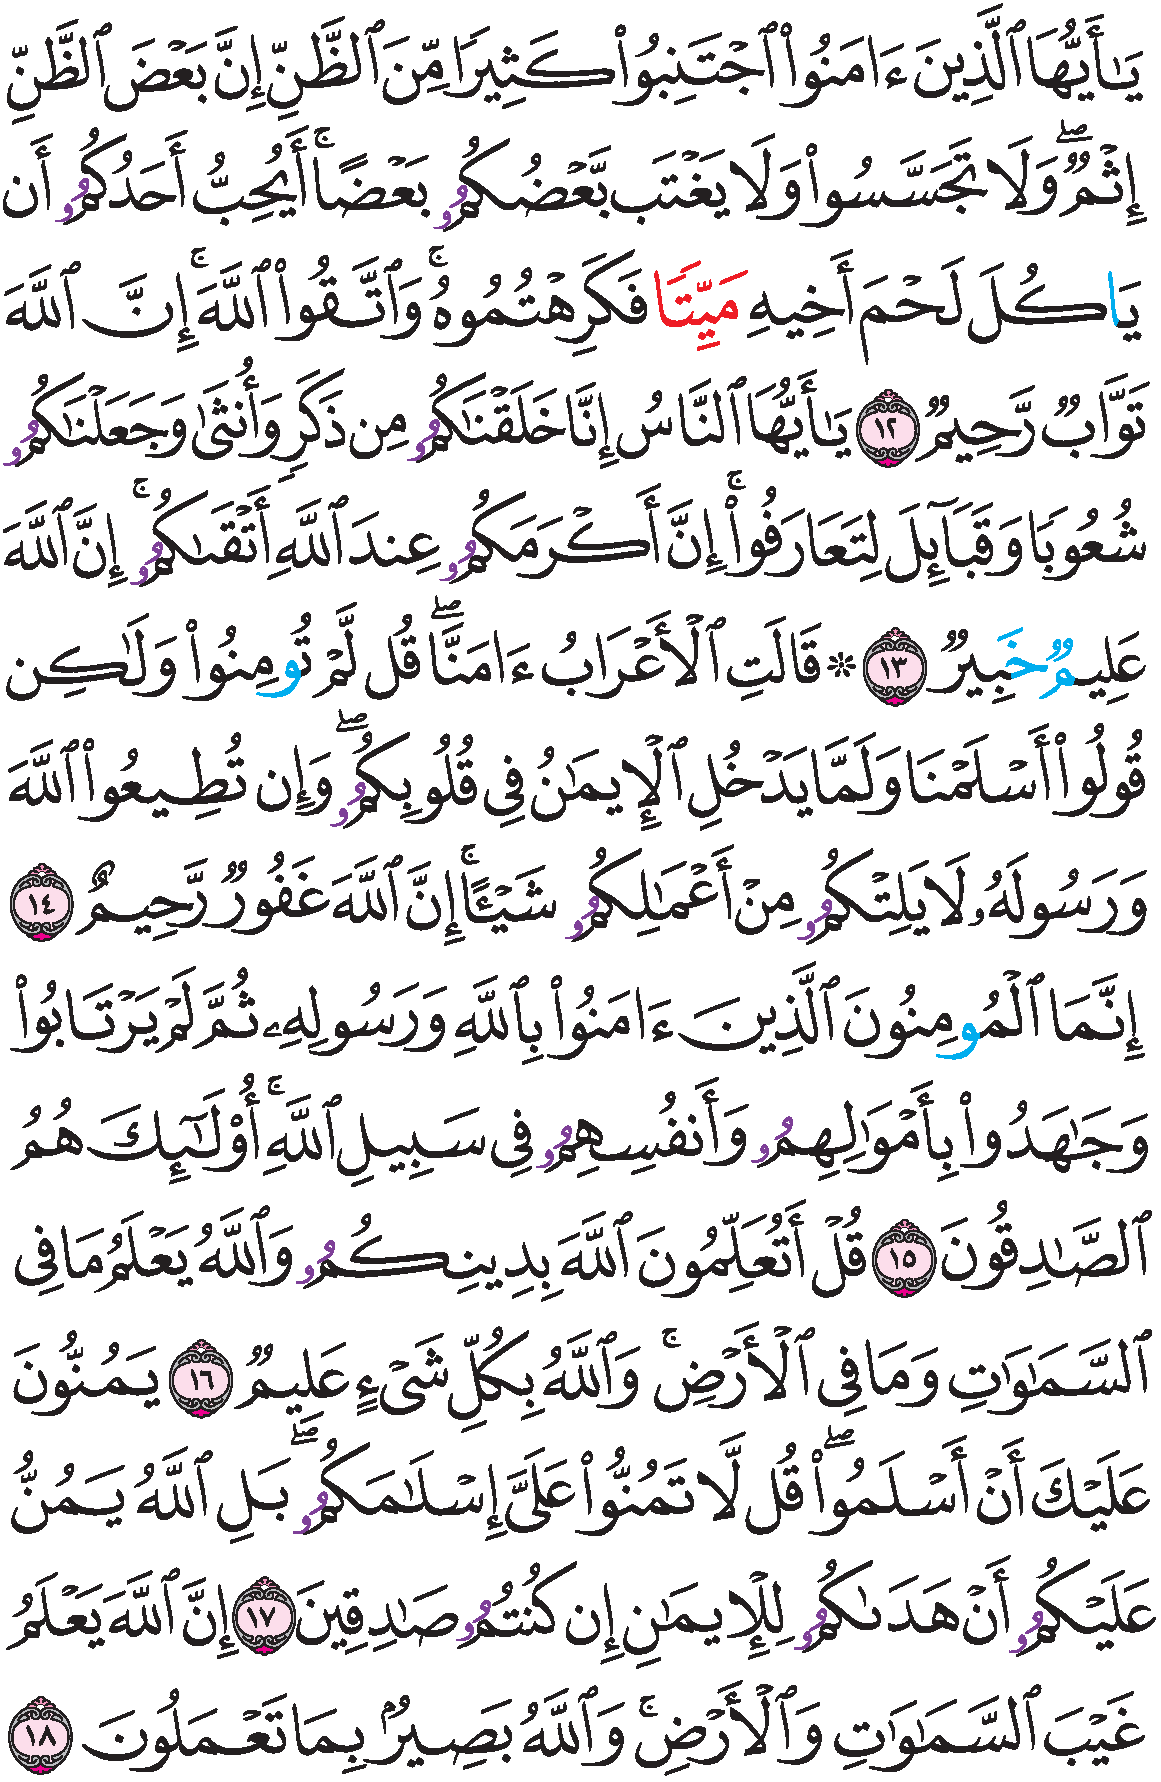 يَٰٓأَيُّهَا ٱلَّذِينَ ءَامَنُوا۟ ٱجْتَنِبُوا۟ كَثِيرًا مِّنَ ٱلظَّنِّ إِنَّ بَعْضَ ٱلظَّنِّ
إِثْمٌۖ وَلَا تَجَسَّسُوا۟ وَلَا يَغْتَب بَّعْضُكُمُۥ بَعْضًاۚ أَيُحِبُّ أَحَدُكُمُۥ أَن
يَاكُلَ لَحْمَ أَخِيهِ مَيِّتًا فَكَرِهْتُمُوهُۚ وَٱتَّقُوا۟ ٱللَّهَۚ إِنَّ ٱللَّهَ
تَوَّابٌ رَّحِيمٌ ١٢ يَٰٓأَيُّهَا ٱلنَّاسُ إِنَّا خَلَقْنَٰكُمُۥ مِن ذَكَرٍ وَأُنثَىٰ وَجَعَلْنَٰكُمُۥ
شُعُوبًا وَقَبَآئِلَ لِتَعَارَفُوا۟ۚ إِنَّ أَكْرَمَكُمُۥ عِندَ ٱللَّهِ أَتْقَىٰكُمُۥۚ إِنَّ ٱللَّهَ
عَلِيمٌ خَبِيرٌ ١٣ ۞ قَالَتِ ٱلْأَعْرَابُ ءَامَنَّاۖ قُل لَّمْ تُومِنُوا۟ وَلَٰكِن
قُولُوٓا۟ أَسْلَمْنَا وَلَمَّا يَدْخُلِ ٱلْإِيمَٰنُ فِى قُلُوبِكُمُۥۖ وَإِن تُطِيعُوا۟ ٱللَّهَ
وَرَسُولَهُۥ لَا يَلِتْكُمُۥ مِنْ أَعْمَٰلِكُمُۥ شَيْـًٔاۚ إِنَّ ٱللَّهَ غَفُورٌ رَّحِيمٌ ١٤
إِنَّمَا ٱلْمُومِنُونَ ٱلَّذِينَ ءَامَنُوا۟ بِٱللَّهِ وَرَسُولِهِۦ ثُمَّ لَمْ يَرْتَابُوا۟
وَجَٰهَدُوا۟ بِأَمْوَٰلِهِمُۥ وَأَنفُسِهِمُۥ فِى سَبِيلِ ٱللَّهِۚ أُو۟لَٰٓئِكَ هُمُ
ٱلصَّٰدِقُونَ ١٥ قُلْ أَتُعَلِّمُونَ ٱللَّهَ بِدِينِكُمُۥ وَٱللَّهُ يَعْلَمُ مَا فِى
ٱلسَّمَٰوَٰتِ وَمَا فِى ٱلْأَرْضِۚ وَٱللَّهُ بِكُلِّ شَىْءٍ عَلِيمٌ ١٦ يَمُنُّونَ
عَلَيْكَ أَنْ أَسْلَمُوا۟ۖ قُل لَّا تَمُنُّوا۟ عَلَىَّ إِسْلَٰمَكُمُۥۖ بَلِ ٱللَّهُ يَمُنُّ
عَلَيْكُمُۥ أَنْ هَدَىٰكُمُۥ لِلْإِيمَٰنِ إِن كُنتُمُۥ صَٰدِقِينَ ١٧ إِنَّ ٱللَّهَ يَعْلَمُ
غَيْبَ ٱلسَّمَٰوَٰتِ وَٱلْأَرْضِۚ وَٱللَّهُ بَصِيرٌۢ بِمَا تَعْمَلُونَ ١٨